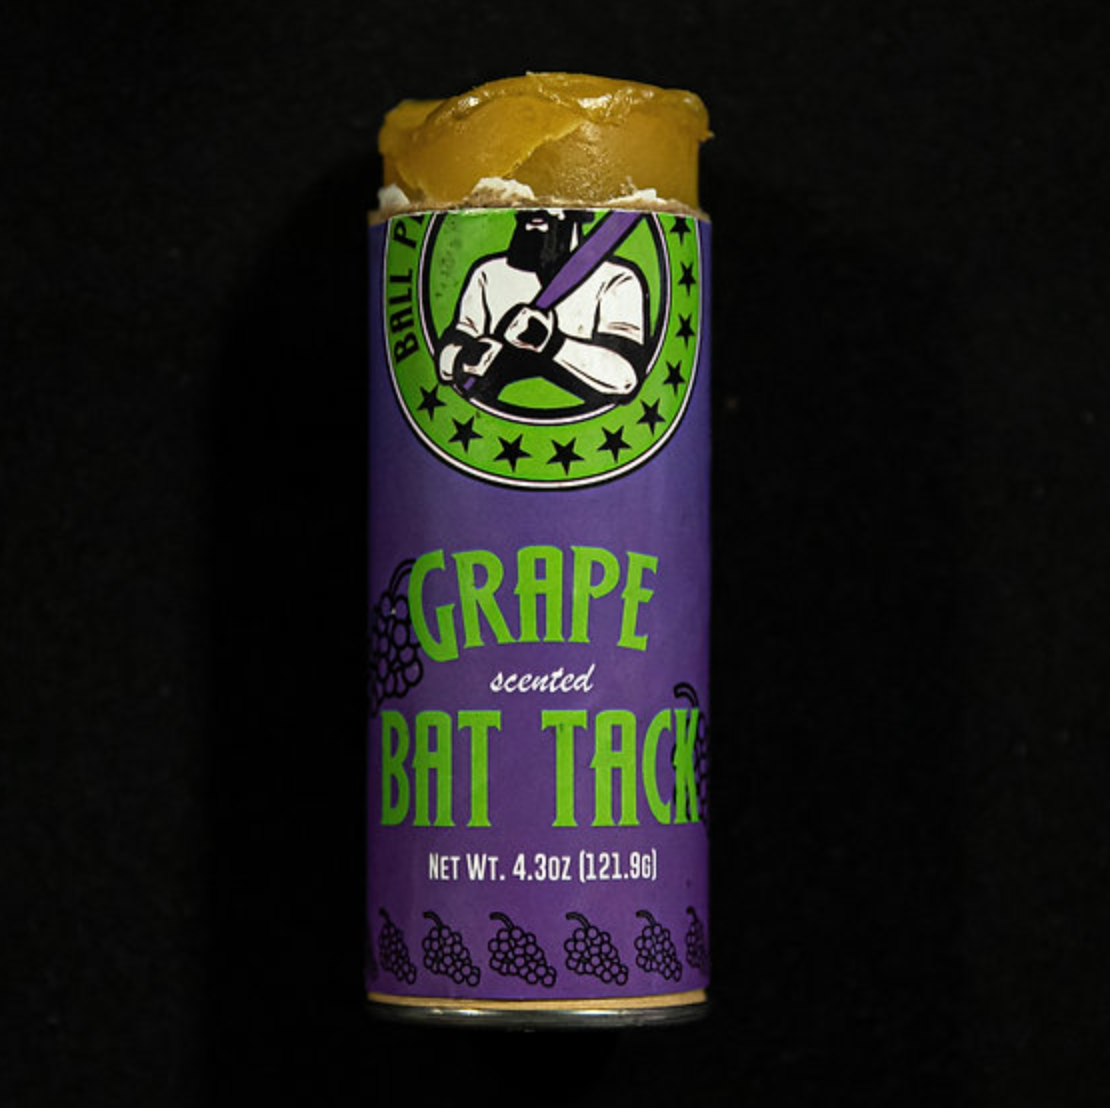 BALL
GRAPE
scented
BAT TACK
NET WT. 4.3OZ (121.9G)